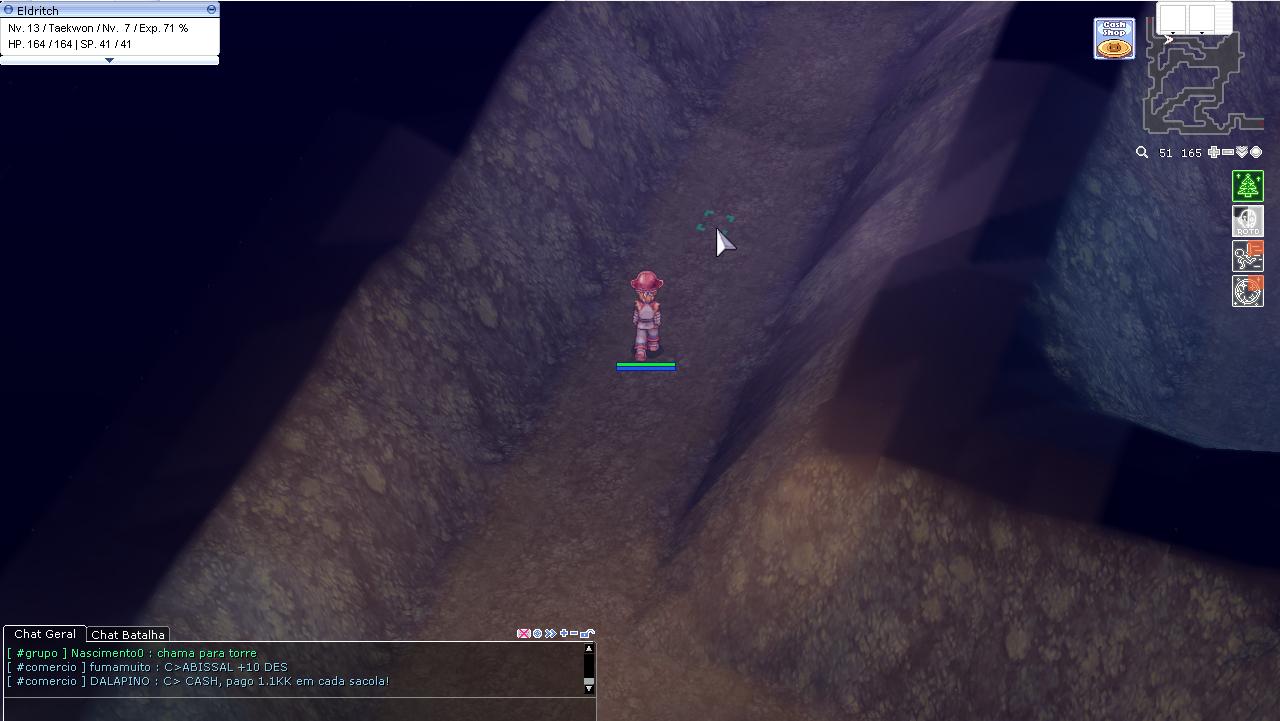 Eldritch
Nv. 13 / Taekwon / Nv. 7 / Exp. 71 %
HP. 164 / 164 | SP. 41 / 41
Cash
Shop
51 165
ROTD
Chat Geral
Chat Batalha
[ #grupo ] Nascimento0 : chama para torre
[ #comercio ] fumamuito : C>ABISSAL +10 DES
[ #comercio ] DALAPINO : C> CASH, pago 1.1KK em cada sacola!